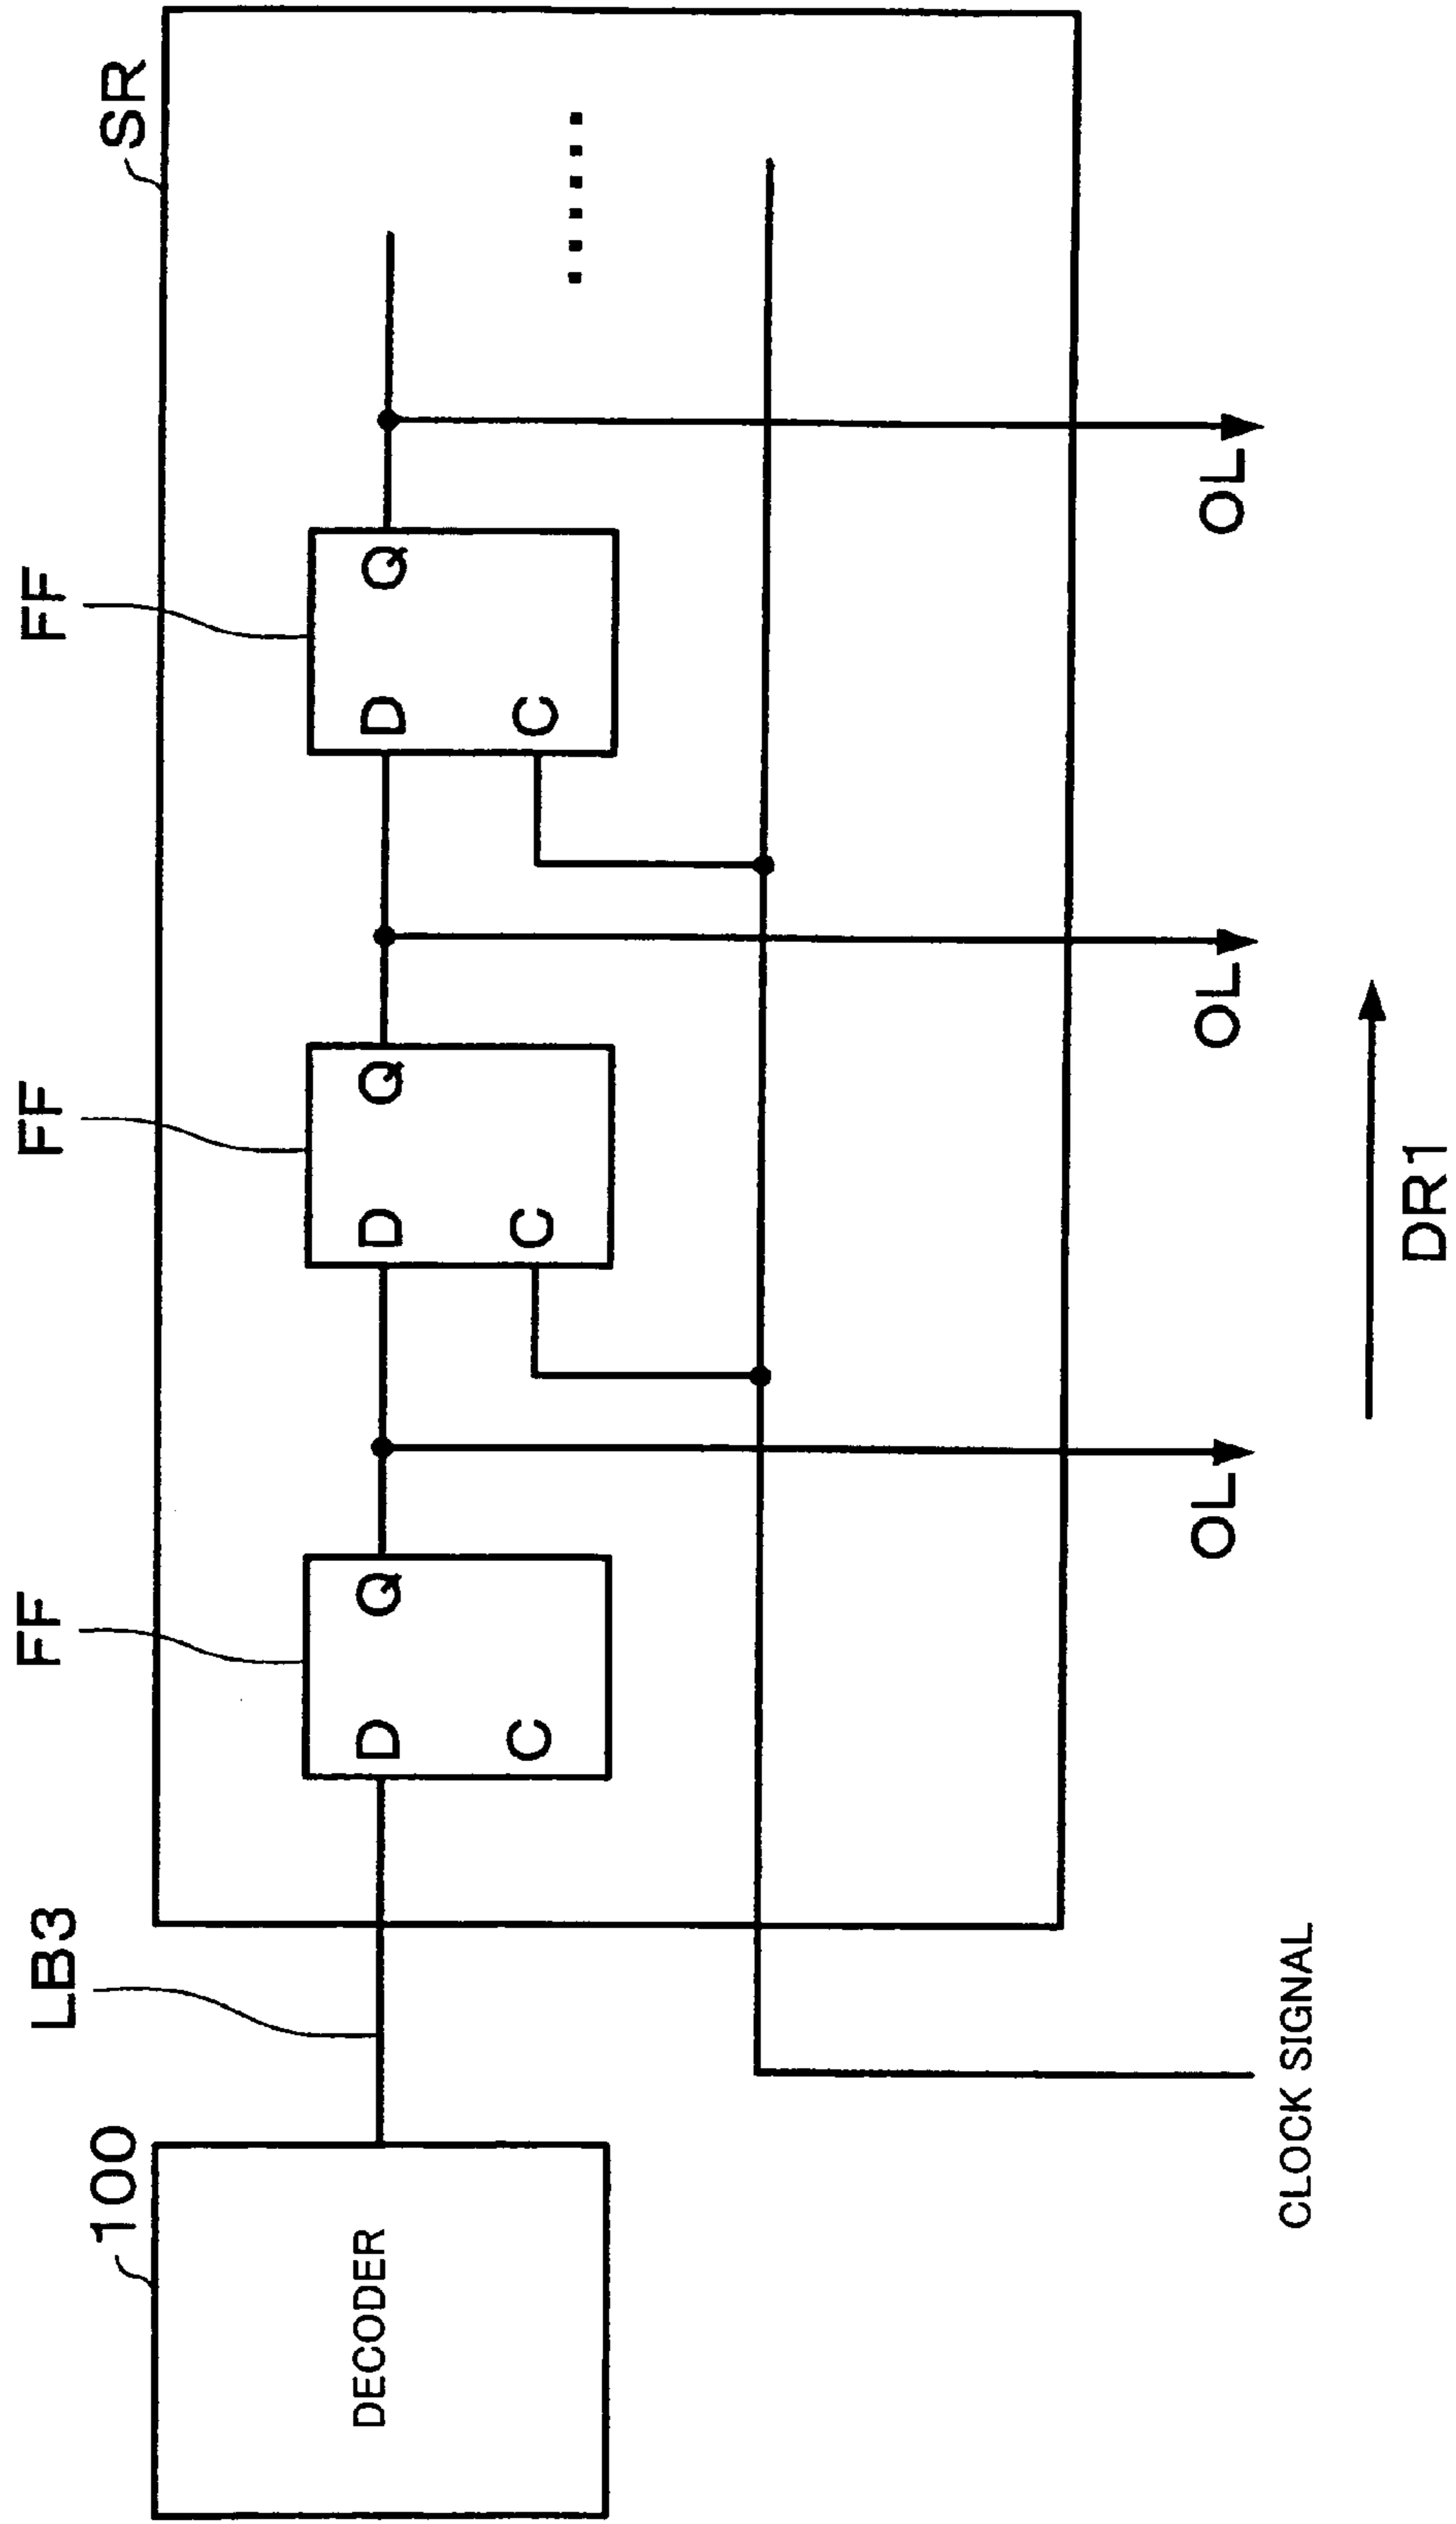 SR
FF
FF
FF
LB3
100
DECODER
D
Q
C
D
Q
C
D
Q
C
OL
OL
OL
CLOCK SIGNAL
DR1